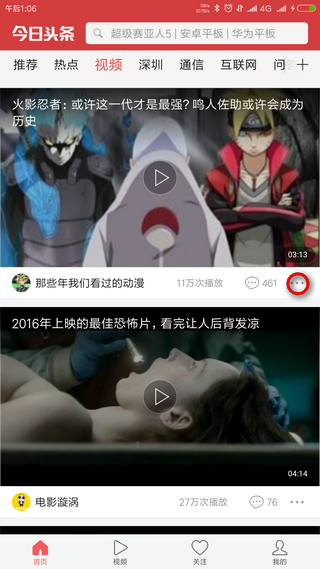 午后1:06
4G
今日头条
超级赛亚人5 | 安卓平板 | 华为平板
推荐 热点 视频 深圳 通信 互联网 问
火影忍者：或许这一代才是最强？鸣人佐助或许会成为
历史
03:13
那些年我们看过的动漫 11万次播放 461
2016年上映的最佳恐怖片，看完让人后背发凉
04:14
电影漩涡 27万次播放 76
首页 视频 关注 我的